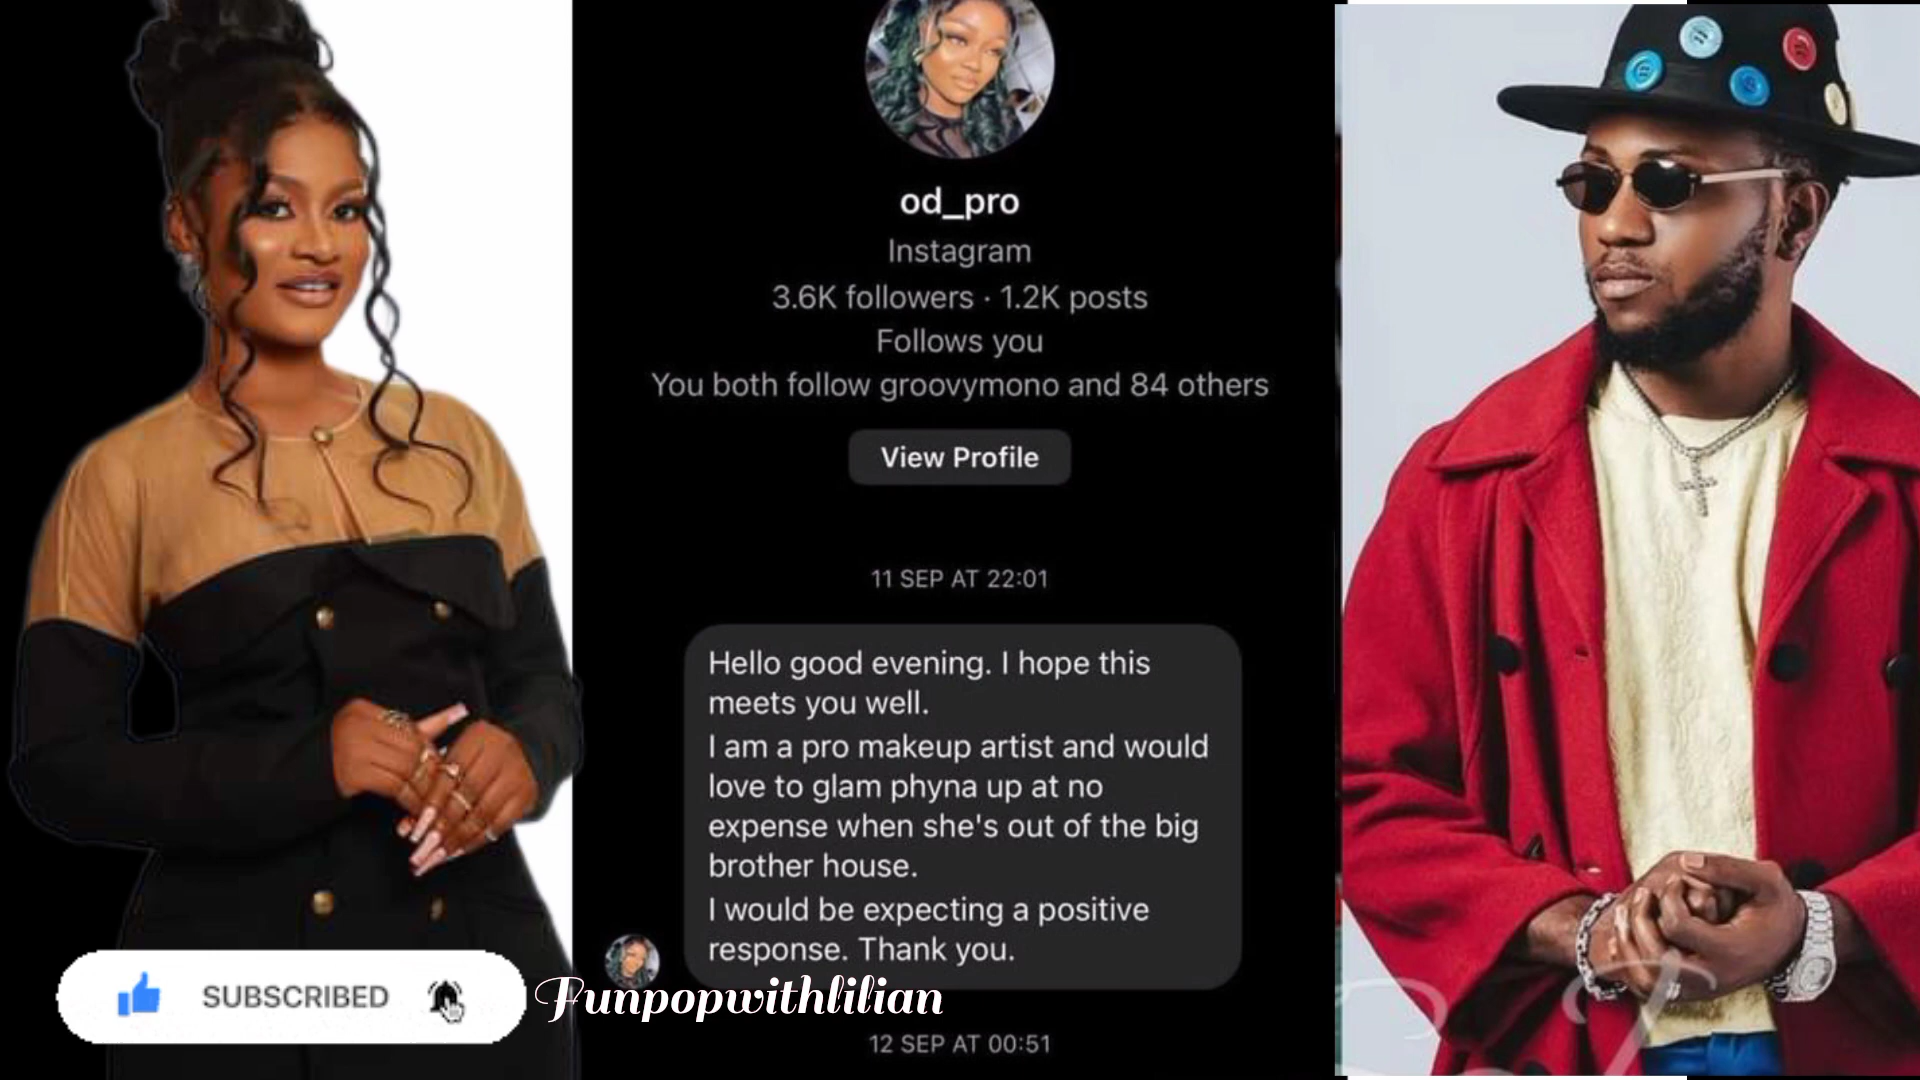 od_pro
Instagram
3.6K followers · 1.2K posts
Follows you
You both follow groovymono and 84 others
View Profile
11 SEP AT 22:01
Hello good evening. I hope this
meets you well.
I am a pro makeup artist and would
love to glam phyna up at no
expense when she's out of the big
brother house.
I would be expecting a positive
response. Thank you.
SUBSCRIBED
Funpopwithlilian
12 SEP AT 00:51